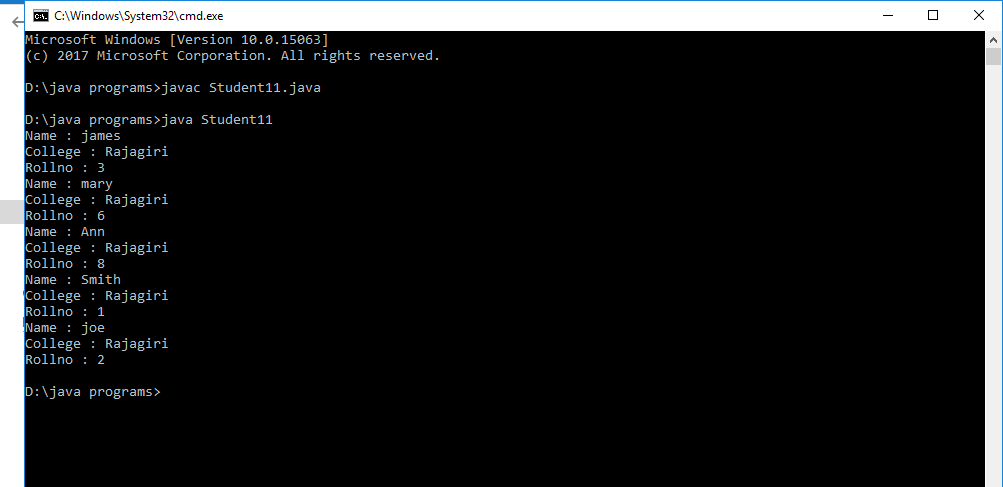 C:\Windows\System32\cmd.exe
Microsoft Windows [Version 10.0.15063]
(c) 2017 Microsoft Corporation. All rights reserved.
D:\java programs>javac Student11.java
D:\java programs>java Student11
Name : james
College : Rajagiri
Rollno : 3
Name : mary
College : Rajagiri
Rollno : 6
Name : Ann
College : Rajagiri
Rollno : 8
Name : Smith
College : Rajagiri
Rollno : 1
Name : joe
College : Rajagiri
Rollno : 2
D:\java programs>